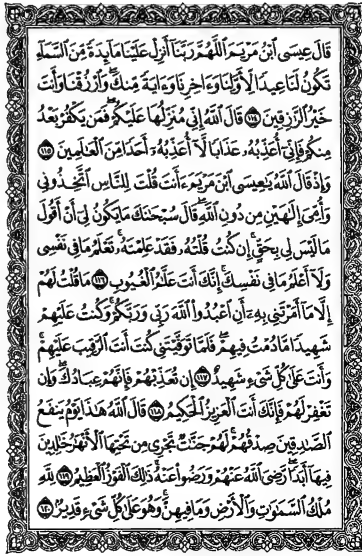 قَالَ عِيسَى ٱبْنُ مَرْيَمَ ٱللَّهُمَّ رَبَّنَآ أَنزِلْ عَلَيْنَا مَآئِدَةً مِّنَ ٱلسَّمَآءِ
تَكُونُ لَنَا عِيدًا لِّأَوَّلِنَا وَءَاخِرِنَا وَءَايَةً مِّنكَ وَٱرْزُقْنَا وَأَنتَ
خَيْرُ ٱلرَّٰزِقِينَ ١١٤ قَالَ ٱللَّهُ إِنِّى مُنَزِّلُهَا عَلَيْكُمْ فَمَن يَكْفُرْ بَعْدُ
مِنكُمْ فَإِنِّىٓ أُعَذِّبُهُۥ عَذَابًا لَّآ أُعَذِّبُهُۥٓ أَحَدًا مِّنَ ٱلْعَٰلَمِينَ ١١٥
وَإِذْ قَالَ ٱللَّهُ يَٰعِيسَى ٱبْنَ مَرْيَمَ ءَأَنتَ قُلْتَ لِلنَّاسِ ٱتَّخِذُونِى
وَأُمِّىَ إِلَٰهَيْنِ مِن دُونِ ٱللَّهِ قَالَ سُبْحَٰنَكَ مَا يَكُونُ لِىٓ أَنْ أَقُولَ
مَا لَيْسَ لِى بِحَقٍّ إِن كُنتُ قُلْتُهُۥ فَقَدْ عَلِمْتَهُۥ تَعْلَمُ مَا فِى نَفْسِى
وَلَآ أَعْلَمُ مَا فِى نَفْسِكَ إِنَّكَ أَنتَ عَلَّٰمُ ٱلْغُيُوبِ ١١٦ مَا قُلْتُ لَهُمْ
إِلَّا مَآ أَمَرْتَنِى بِهِۦٓ أَنِ ٱعْبُدُوا۟ ٱللَّهَ رَبِّى وَرَبَّكُمْ وَكُنتُ عَلَيْهِمْ
شَهِيدًا مَّا دُمْتُ فِيهِمْ فَلَمَّا تَوَفَّيْتَنِى كُنتَ أَنتَ ٱلرَّقِيبَ عَلَيْهِمْ
وَأَنتَ عَلَىٰ كُلِّ شَىْءٍ شَهِيدٌ ١١٧ إِن تُعَذِّبْهُمْ فَإِنَّهُمْ عِبَادُكَ وَإِن
تَغْفِرْ لَهُمْ فَإِنَّكَ أَنتَ ٱلْعَزِيزُ ٱلْحَكِيمُ ١١٨ قَالَ ٱللَّهُ هَٰذَا يَوْمُ يَنفَعُ
ٱلصَّٰدِقِينَ صِدْقُهُمْ لَهُمْ جَنَّٰتٌ تَجْرِى مِن تَحْتِهَا ٱلْأَنْهَٰرُ خَٰلِدِينَ
فِيهَآ أَبَدًا رَّضِىَ ٱللَّهُ عَنْهُمْ وَرَضُوا۟ عَنْهُ ذَٰلِكَ ٱلْفَوْزُ ٱلْعَظِيمُ ١١٩ لِلَّهِ
مُلْكُ ٱلسَّمَٰوَٰتِ وَٱلْأَرْضِ وَمَا فِيهِنَّ وَهُوَ عَلَىٰ كُلِّ شَىْءٍ قَدِيرٌۢ ١٢٠